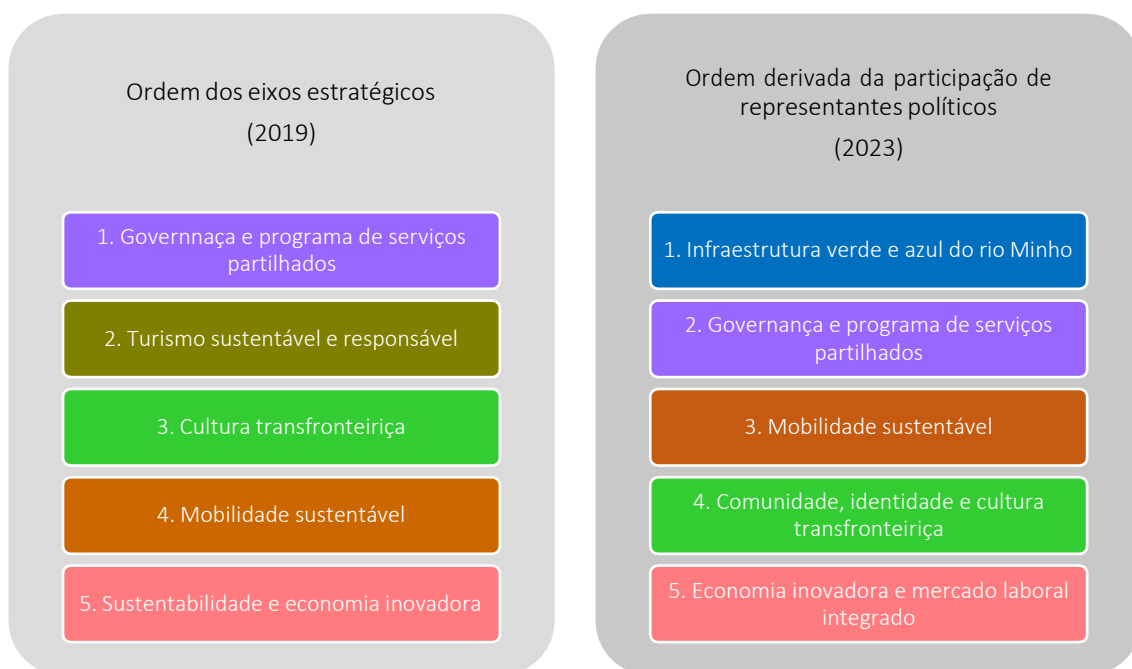 Ordem dos eixos estratégicos
(2019)
1. Governnaça e programa de serviços
partilhados
2. Turismo sustentável e responsável
3. Cultura transfronteiriça
4. Mobilidade sustentável
5. Sustentabilidade e economia inovadora
Ordem derivada da participação de
representantes políticos
(2023)
1. Infraestrutura verde e azul do rio Minho
2. Governança e programa de serviços
partilhados
3. Mobilidade sustentável
4. Comunidade, identidade e cultura
transfronteiriça
5. Economia inovadora e mercado laboral
integrado